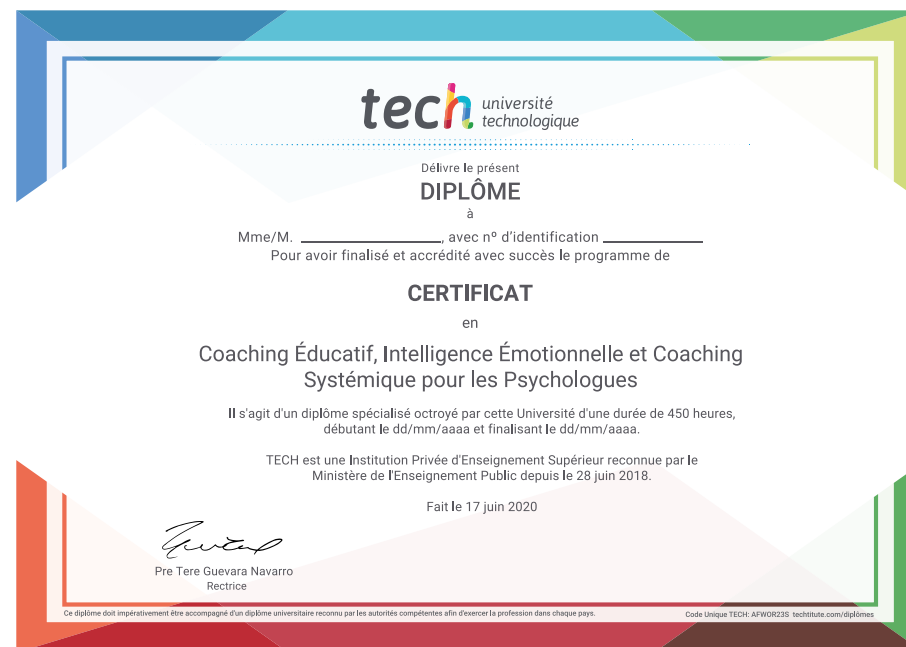 tech université
technologique
Délivre le présent
DIPLÔME
à
Mme/M. ____________________, avec nº d'identification ______________
Pour avoir finalisé et accrédité avec succès le programme de
CERTIFICAT
en
Coaching Éducatif, Intelligence Émotionnelle et Coaching
Systémique pour les Psychologues
Il s'agit d'un diplôme spécialisé octroyé par cette Université d'une durée de 450 heures,
débutant le dd/mm/aaaa et finalisant le dd/mm/aaaa.
TECH est une Institution Privée d'Enseignement Supérieur reconnue par le
Ministère de l'Enseignement Public depuis le 28 juin 2018.
Fait le 17 juin 2020
Pre Tere Guevara Navarro
Rectrice
Ce diplôme doit impérativement être accompagné d'un diplôme universitaire reconnu par les autorités compétentes afin d'exercer la profession dans chaque pays.
Code Unique TECH: AFWOR23S techtitute.com/diplômes